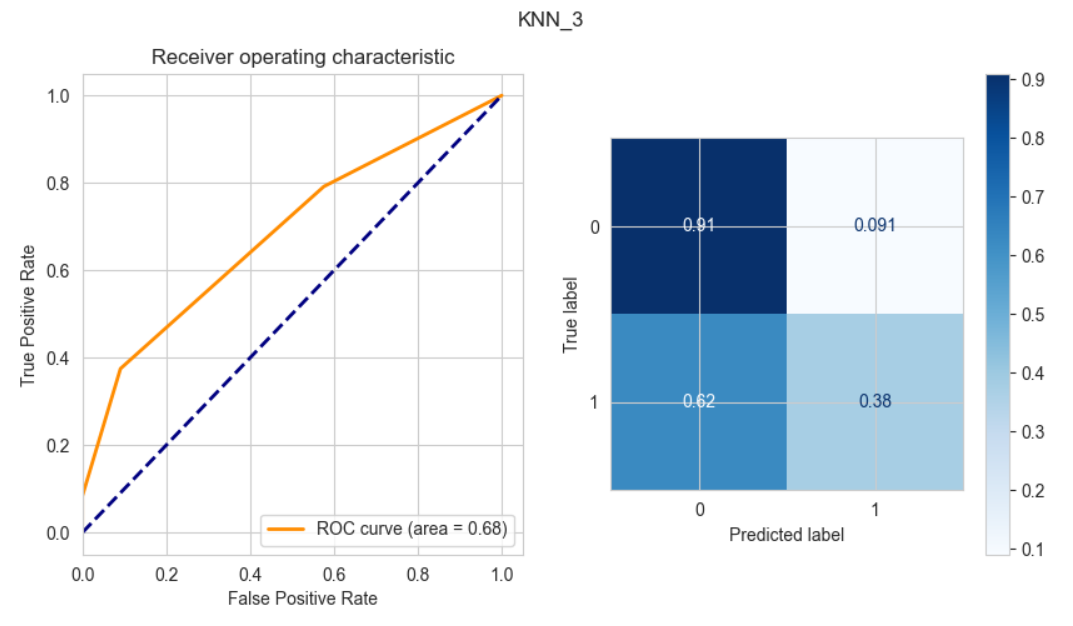 KNN_3
Receiver operating characteristic
1.0
0.8
0.6
0.4
0.2
0.0
True Positive Rate
ROC curve (area = 0.68)
0.0 0.2 0.4 0.6 0.8 1.0
False Positive Rate
True label
0
1
0.91 0.091
0.62 0.38
0 1
Predicted label
0.9
0.8
0.7
0.6
0.5
0.4
0.3
0.2
0.1